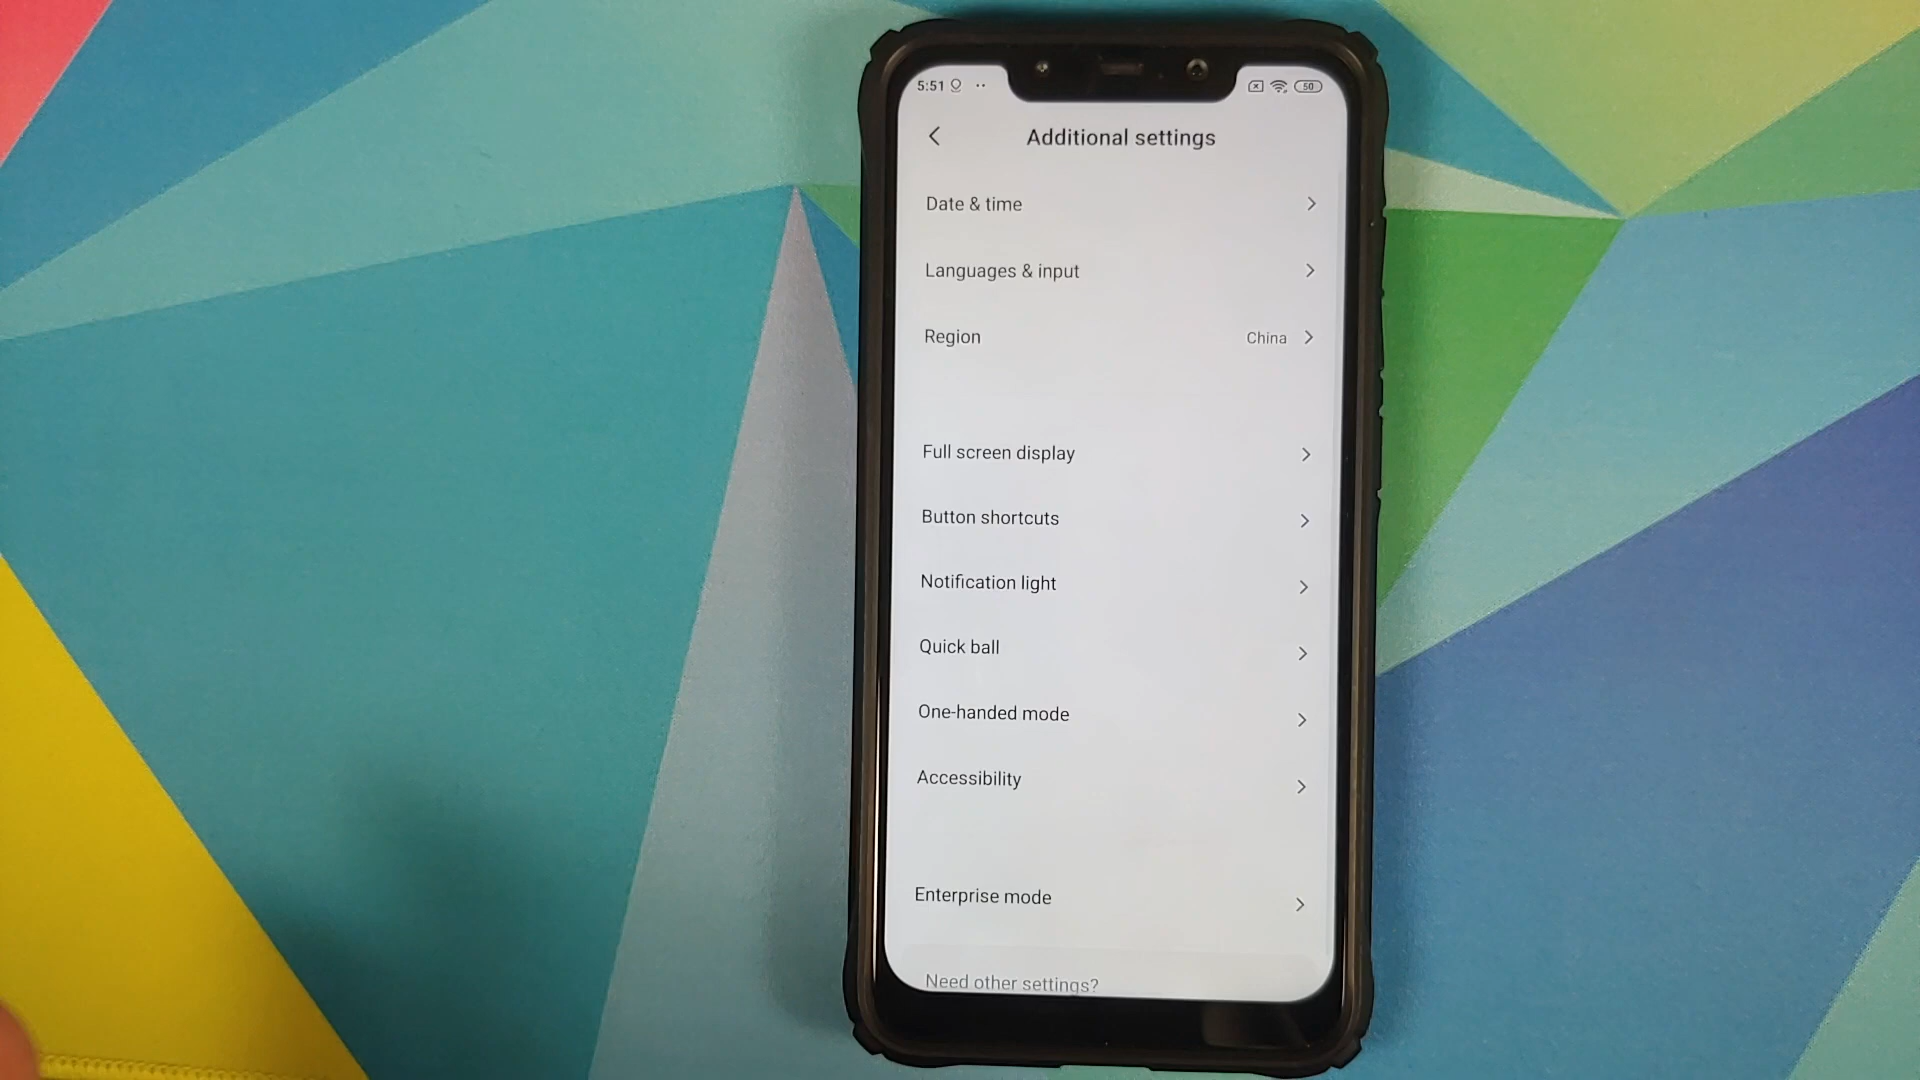 5:51
50
Additional settings
Date & time
Languages & input
Region China
Full screen display
Button shortcuts
Notification light
Quick ball
One-handed mode
Accessibility
Enterprise mode
Need other settings?